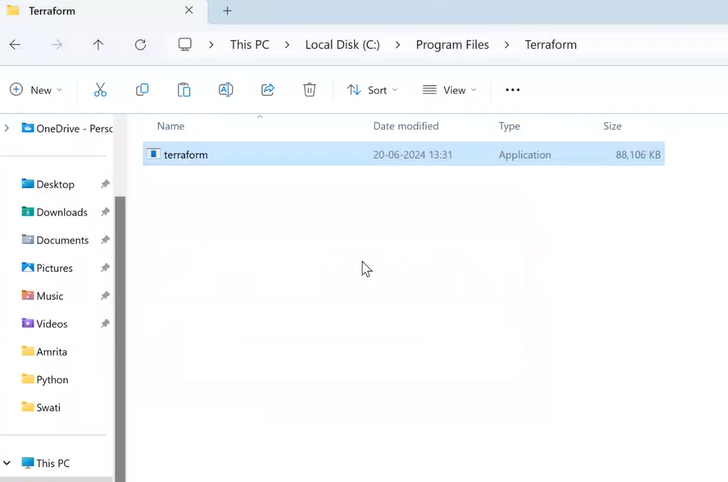 Terraform
This PC > Local Disk (C:) > Program Files > Terraform
New Sort View
Name Date modified Type Size
OneDrive - Perso
terraform 20-06-2024 13:31 Application 88,106 KB
Desktop
Downloads
Documents
Pictures
Music
Videos
Amrita
Python
Swati
This PC